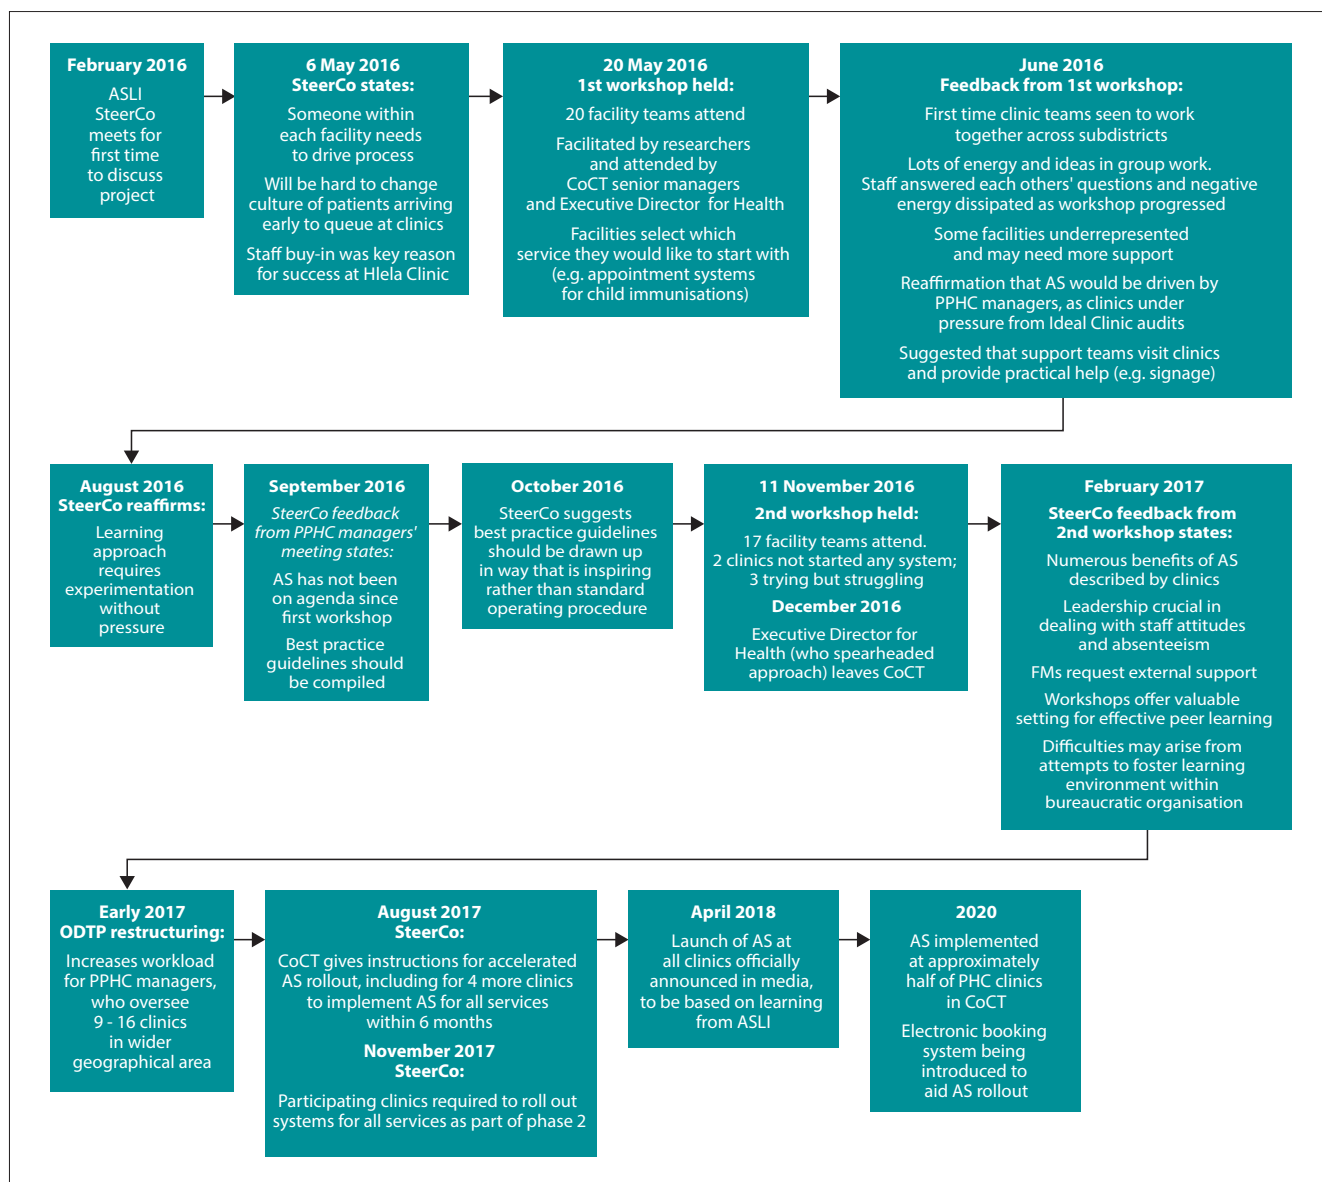 February 2016
ASLI
SteerCo
meets for
first time
to discuss
project
6 May 2016
SteerCo states:
Someone within
each facility needs
to drive process
Will be hard to change
culture of patients arriving
early to queue at clinics
Staff buy-in was key reason
for success at Hlela Clinic
20 May 2016
1st workshop held:
20 facility teams attend
Facilitated by researchers
and attended by
CoCT senior managers
and Executive Director for Health
Facilities select which
service they would like to start with
(e.g. appointment systems
for child immunisations)
June 2016
Feedback from 1st workshop:
First time clinic teams seen to work
together across subdistricts
Lots of energy and ideas in group work.
Staff answered each others' questions and negative
energy dissipated as workshop progressed
Some facilities underrepresented
and may need more support
Reaffirmation that AS would be driven by
PPHC managers, as clinics under
pressure from Ideal Clinic audits
Suggested that support teams visit clinics
and provide practical help (e.g. signage)
August 2016
SteerCo reaffirms:
Learning
approach
requires
experimentation
without
pressure
September 2016
SteerCo feedback
from PPHC managers'
meeting states:
AS has not been
on agenda since
first workshop
Best practice
guidelines should
be compiled
October 2016
SteerCo suggests
best practice guidelines
should be drawn up
in way that is inspiring
rather than standard
operating procedure
11 November 2016
2nd workshop held:
17 facility teams attend.
2 clinics not started any system;
3 trying but struggling
December 2016
Executive Director for
Health (who spearheaded
approach) leaves CoCT
February 2017
SteerCo feedback from
2nd workshop states:
Numerous benefits of AS
described by clinics
Leadership crucial in
dealing with staff attitudes
and absenteeism
FMs request external support
Workshops offer valuable
setting for effective peer learning
Difficulties may arise from
attempts to foster learning
environment within
bureaucratic organisation
Early 2017
ODTP restructuring:
Increases workload
for PPHC managers,
who oversee
9 - 16 clinics
in wider
geographical area
August 2017
SteerCo:
CoCT gives instructions for accelerated
AS rollout, including for 4 more clinics
to implement AS for all services
within 6 months
November 2017
SteerCo:
Participating clinics required to roll out
systems for all services as part of phase 2
April 2018
Launch of AS at
all clinics officially
announced in media,
to be based on learning
from ASLI
2020
AS implemented
at approximately
half of PHC clinics
in CoCT
Electronic booking
system being
introduced to
aid AS rollout